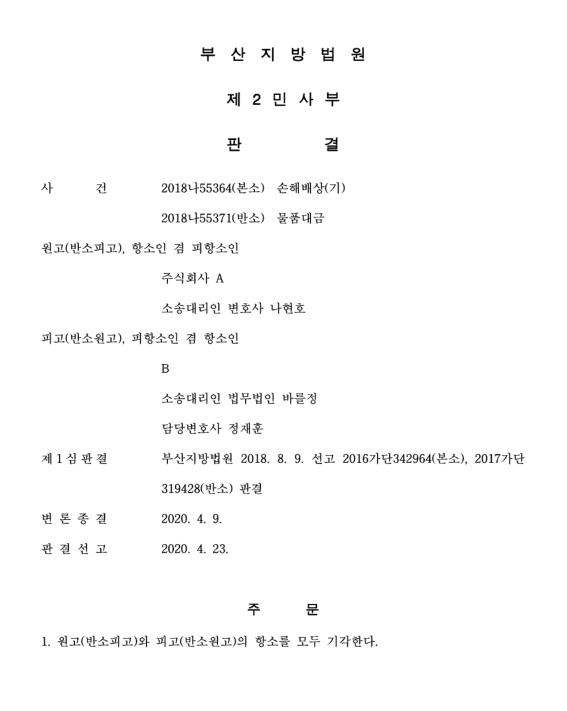 부 산 지 방 법 원
제 2 민 사 부
판 결
사 건 2018나55364(본소) 손해배상(기)
2018나55371(반소) 물품대금
원고(반소피고), 항소인 겸 피항소인
주식회사 A
소송대리인 변호사 나현호
피고(반소원고), 피항소인 겸 항소인
B
소송대리인 법무법인 바를정
담당변호사 정재훈
제 1 심 판 결 부산지방법원 2018. 8. 9. 선고 2016가단342964(본소), 2017가단
319428(반소) 판결
변 론 종 결 2020. 4. 9.
판 결 선 고 2020. 4. 23.
주 문
1. 원고(반소피고)와 피고(반소원고)의 항소를 모두 기각한다.